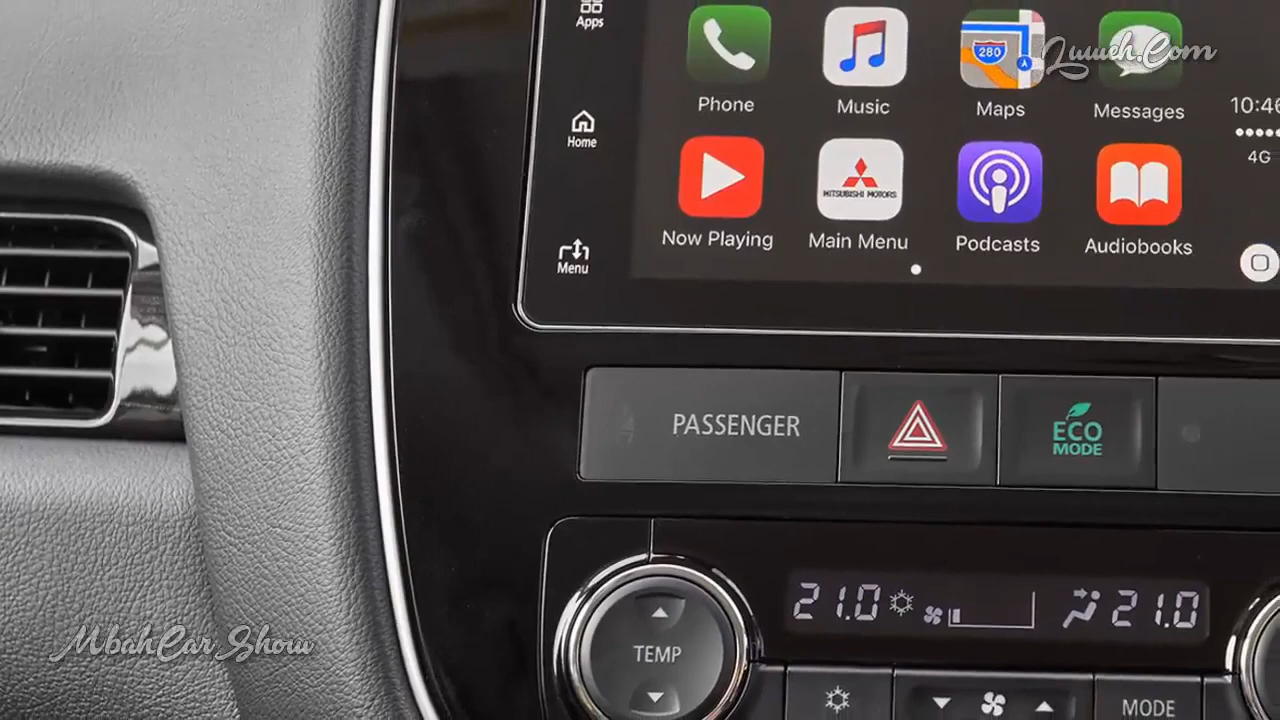 Apps
Home
Menu
Phone
Music
280
Maps
Messages
Luuueh.Com
10:46
4G
Now Playing
MITSUBISHI MOTORS
Main Menu
Podcasts
Audiobooks
PASSENGER
ECO
MODE
21.0
21.0
TEMP
MODE
MbahCar Show